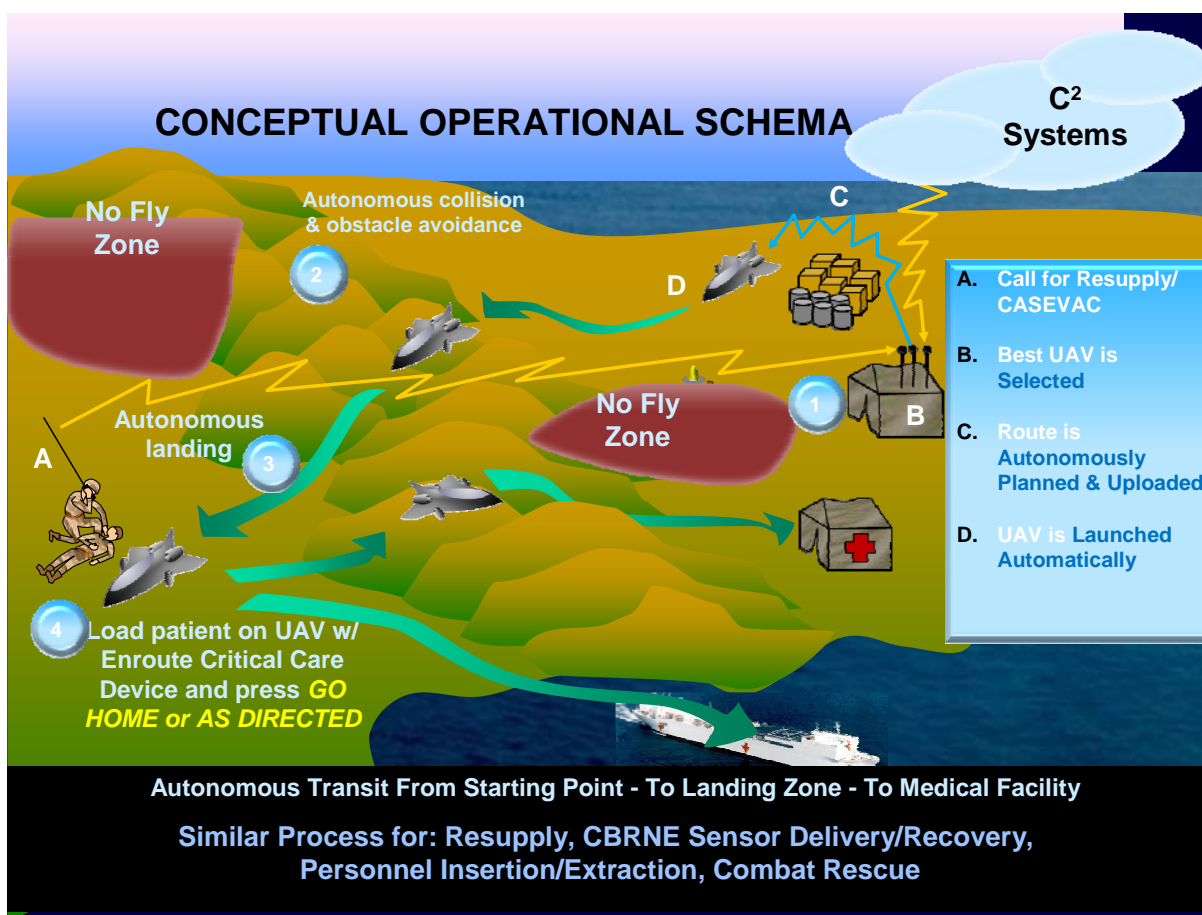 CONCEPTUAL OPERATIONAL SCHEMA
C²
Systems
No Fly
Zone
Autonomous collision
& obstacle avoidance
2
C
D
A. Call for Resupply/
CASEVAC
B. Best UAV is
Selected
C. Route is
Autonomously
Planned & Uploaded
D. UAV is Launched
Automatically
No Fly
Zone
1
B
Autonomous
landing
3
A
4
Load patient on UAV w/
Enroute Critical Care
Device and press GO
HOME or AS DIRECTED
Autonomous Transit From Starting Point - To Landing Zone - To Medical Facility
Similar Process for: Resupply, CBRNE Sensor Delivery/Recovery,
Personnel Insertion/Extraction, Combat Rescue